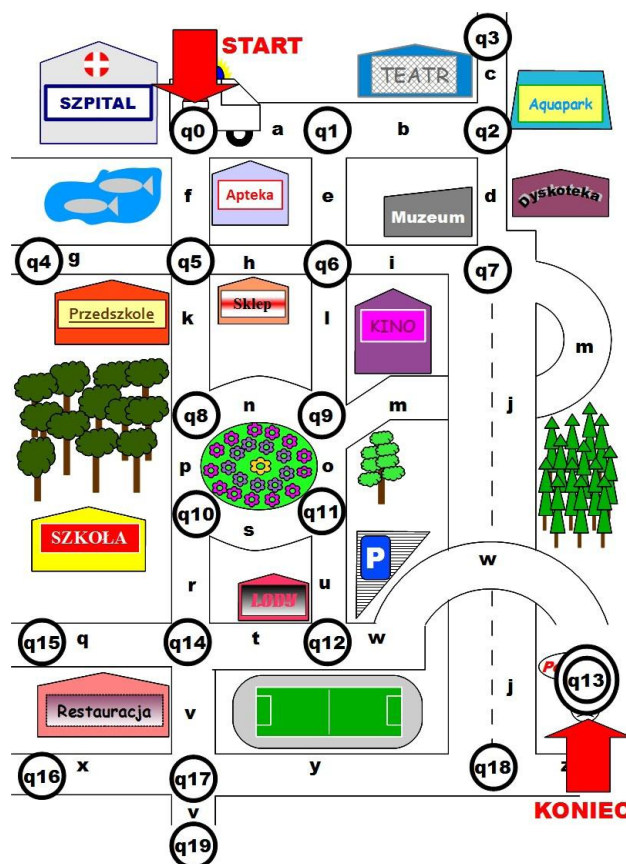 q3
START
c
TEATR
SZPITAL
Aquapark
q0
a
q1
b
q2
f
Apteka
e
d
Muzeum
Dyskoteka
q4
g
q5
h
q6
i
q7
Przedszkole
k
Sklep
l
KINO
m
j
n
m
q8
q9
p
o
q10
q11
s
SZKOŁA
P
w
r
LODY
u
q15
q
q14
t
q12
w
q13
Restauracja
v
j
q16
x
q17
y
q18
z
v
KONIEC
q19